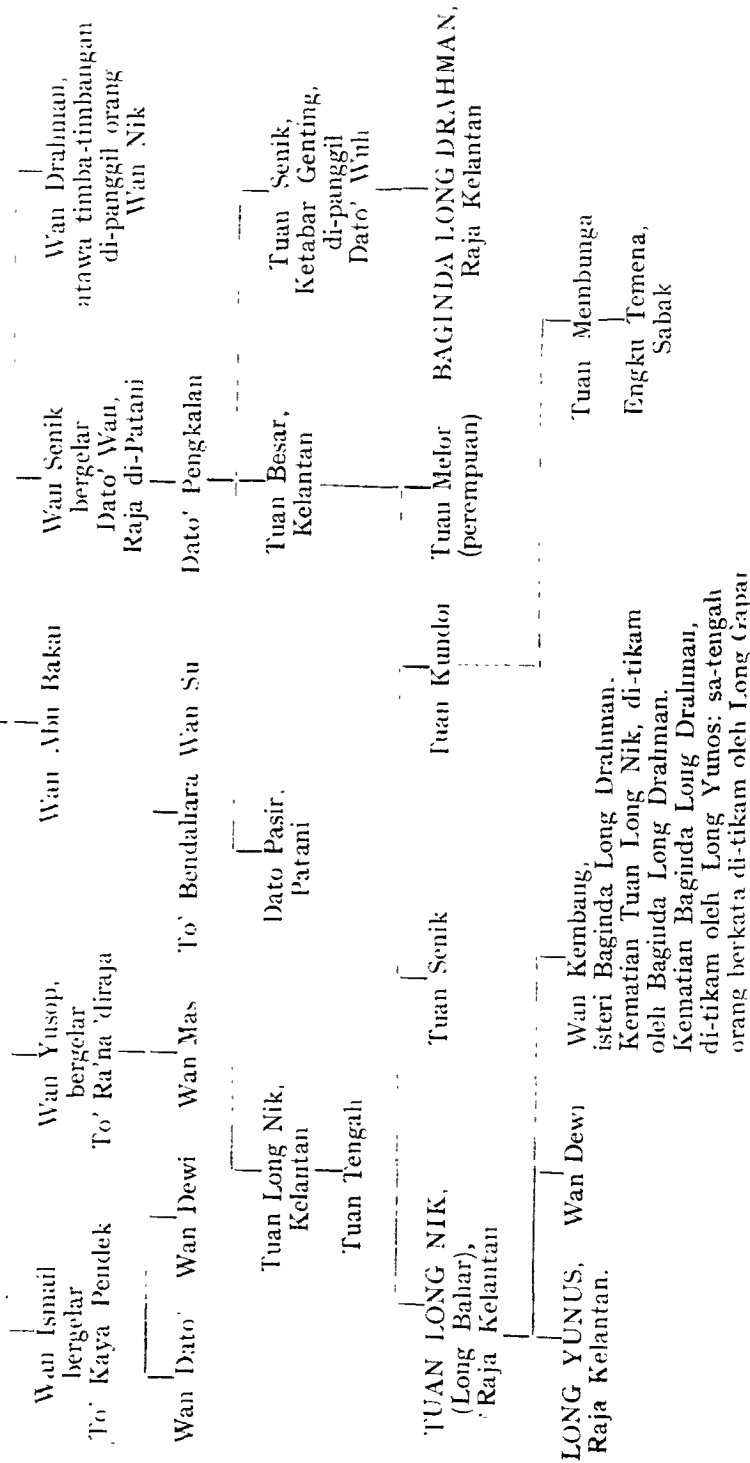 Wan Ismail
bergelar
To' Kaya Pendek
Wan Yusop,
bergelar
To' Ra'na 'diraja
Wan Abu Bakar
Wan Senik
bergelar
Dato' Wan,
Raja di-Patani
Wan Drahman,
atawa timba-timbangan
di-panggil orang
Wan Nik
Wan Dato'
Wan Dewi
Wan Mas
To' Bendahara
Wan Su
Dato' Pengkalan
Tuan Long Nik,
Kelantan
Dato Pasir,
Patani
Tuan Besar,
Kelantan
Tuan Senik,
Ketabar Genting,
di-panggil
Dato'
Tuan Tengah
TUAN LONG NIK,
(Long Bahar),
Raja Kelantan
Tuan Senik
Tuan Kundor
Tuan Melor
(perempuan)
BAGINDA LONG DRAHMAN,
Raja Kelantan
LONG YUNUS,
Raja Kelantan.
Wan Dewi
Wan Kembang,
isteri Baginda Long Drahman.
Kematian Tuan Long Nik, di-tikam
oleh Baginda Long Drahman.
Kematian Baginda Long Drahman,
di-tikam oleh Long Yunos: sa-tengah
orang berkata di-tikam oleh Long Gapar
Tuan Membunga
Engku Temena,
Sabak